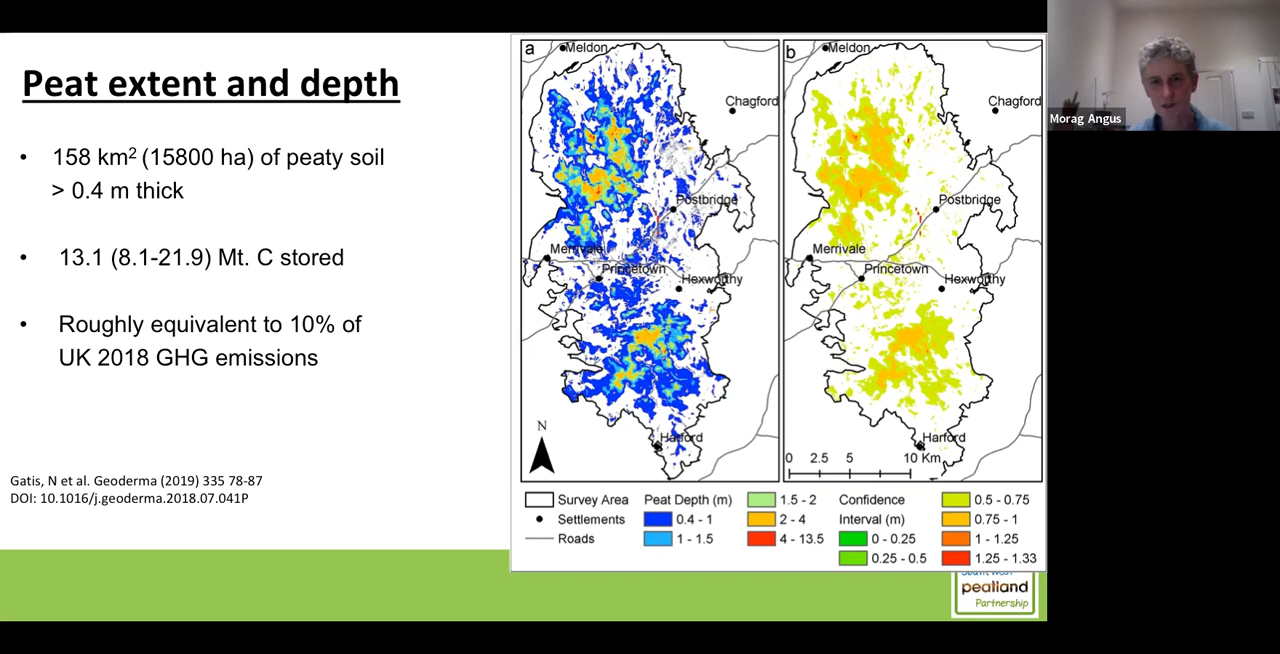 Peat extent and depth
• 158 km² (15800 ha) of peaty soil
> 0.4 m thick
• 13.1 (8.1-21.9) Mt. C stored
• Roughly equivalent to 10% of
UK 2018 GHG emissions
Gatis, N et al. Geoderma (2019) 335 78-87
DOI: 10.1016/j.geoderma.2018.07.041P
a
Meldon
Chagford
Postbridge
Merrivale
Princetown
Hexworthy
Harford
N
b
Meldon
Chagford
Postbridge
Merrivale
Princetown
Hexworthy
Harford
0 2.5 5 10 Km
Survey Area
Settlements
Roads
Peat Depth (m)
0.4 - 1
1 - 1.5
1.5 - 2
2 - 4
4 - 13.5
Confidence
Interval (m)
0 - 0.25
0.25 - 0.5
0.5 - 0.75
0.75 - 1
1 - 1.25
1.25 - 1.33
South West
peatland
Partnership
Morag Angus